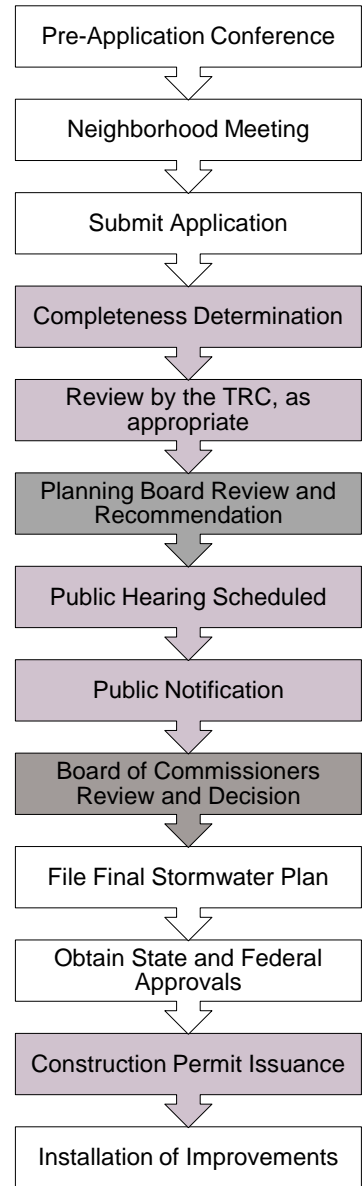 Pre-Application Conference
Neighborhood Meeting
Submit Application
Completeness Determination
Review by the TRC, as
appropriate
Planning Board Review and
Recommendation
Public Hearing Scheduled
Public Notification
Board of Commissioners
Review and Decision
File Final Stormwater Plan
Obtain State and Federal
Approvals
Construction Permit Issuance
Installation of Improvements